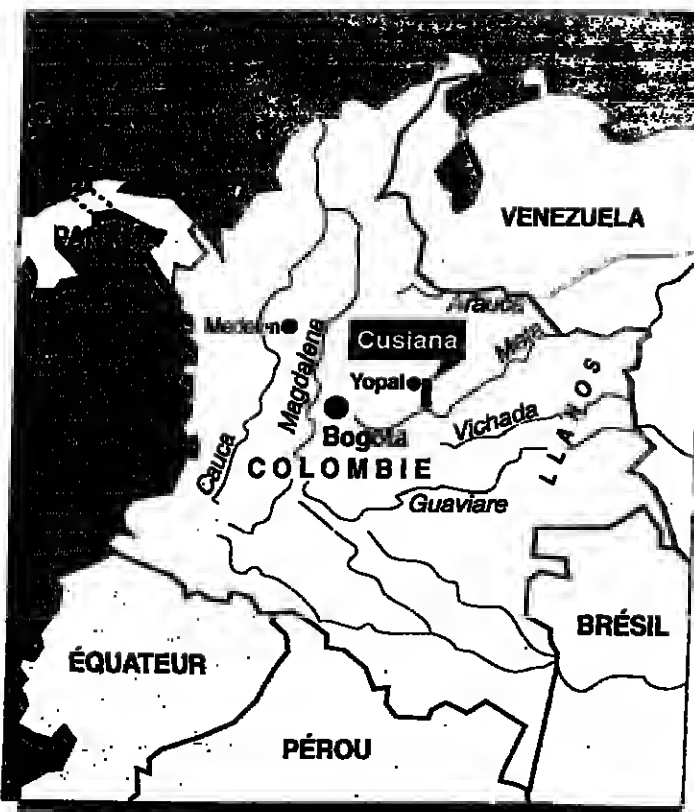 VENEZUELA
Arauca
Medellin
Cusiana
Meta
Magdalena
Yopal
LLANOS
Bogota
Vichada
Cauca
COLOMBIE
Guaviare
BRÉSIL
ÉQUATEUR
PÉROU